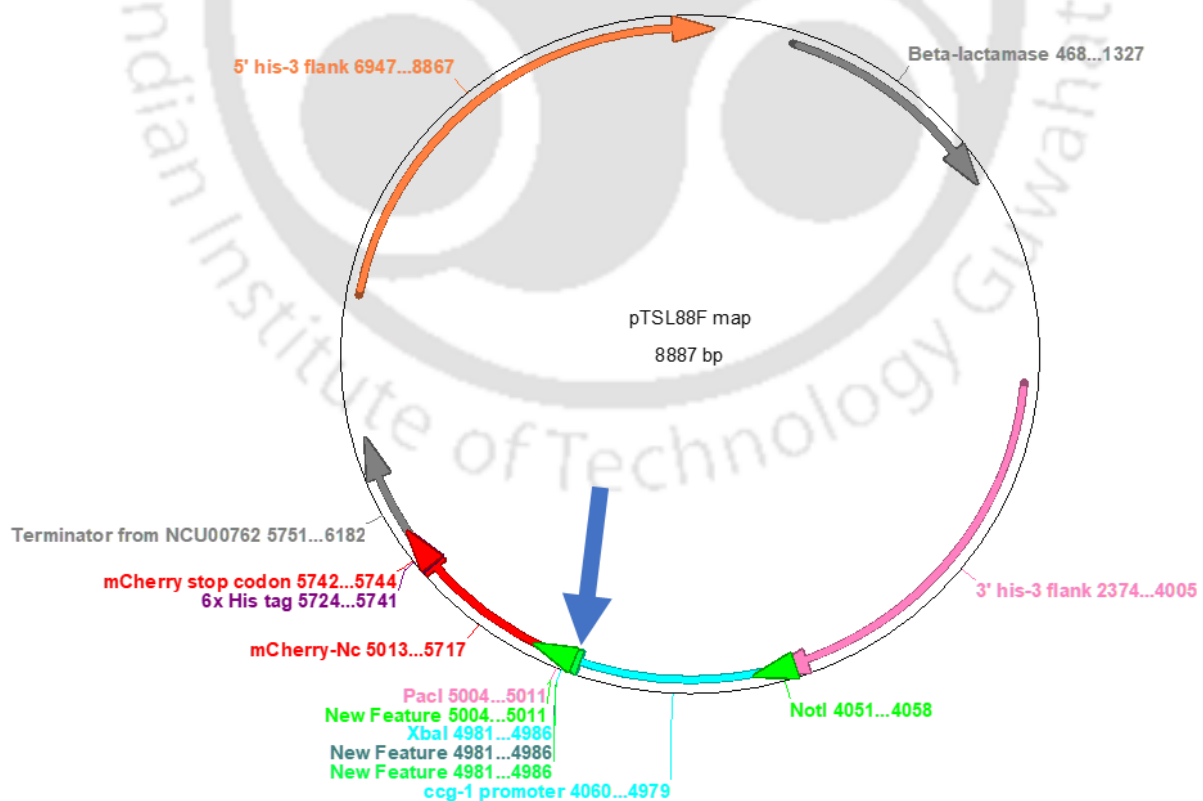 Indian Institute of Technology Guwahati
Beta-lactamase 468...1327
5' his-3 flank 6947...8867
pTSL88F map
8887 bp
Terminator from NCU00762 5751...6182
mCherry stop codon 5742...5744
6x His tag 5724...5741
3' his-3 flank 2374...4005
mCherry-Nc 5013...5717
PacI 5004...5011
New Feature 5004...5011
NotI 4051...4058
XbaI 4981...4986
New Feature 4981...4986
New Feature 4981...4986
ccg-1 promoter 4060...4979